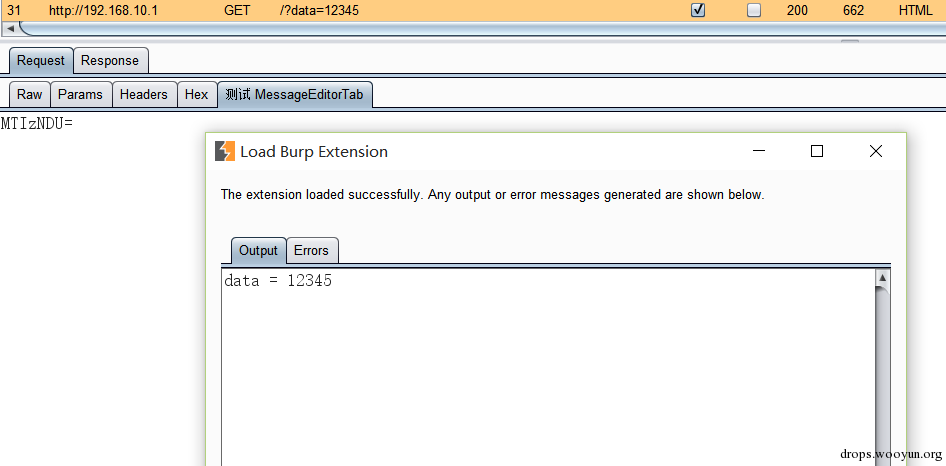 31 http://192.168.10.1 GET /?data=12345 200 662 HTML
Request Response
Raw Params Headers Hex 测试 MessageEditorTab
MTIzNDU=
Load Burp Extension
The extension loaded successfully. Any output or error messages generated are shown below.
Output Errors
data = 12345
drops.wooyun.org